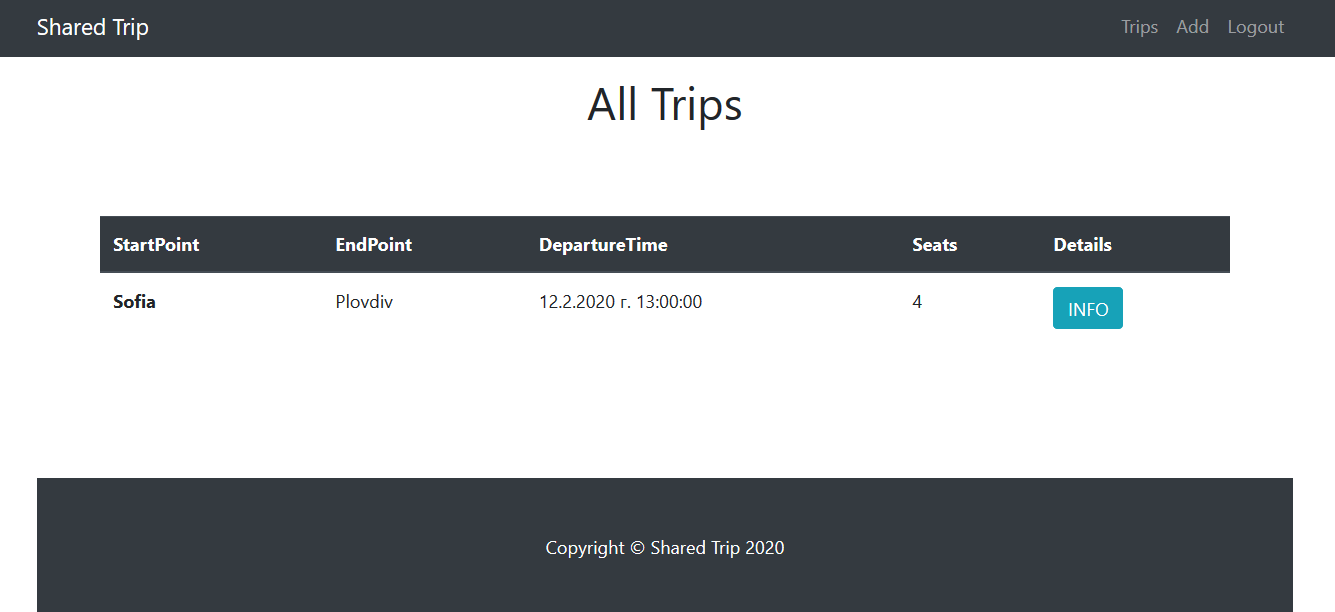 Shared Trip Trips Add Logout
All Trips
StartPoint EndPoint DepartureTime Seats Details
Sofia Plovdiv 12.2.2020 г. 13:00:00 4 INFO
Copyright © Shared Trip 2020